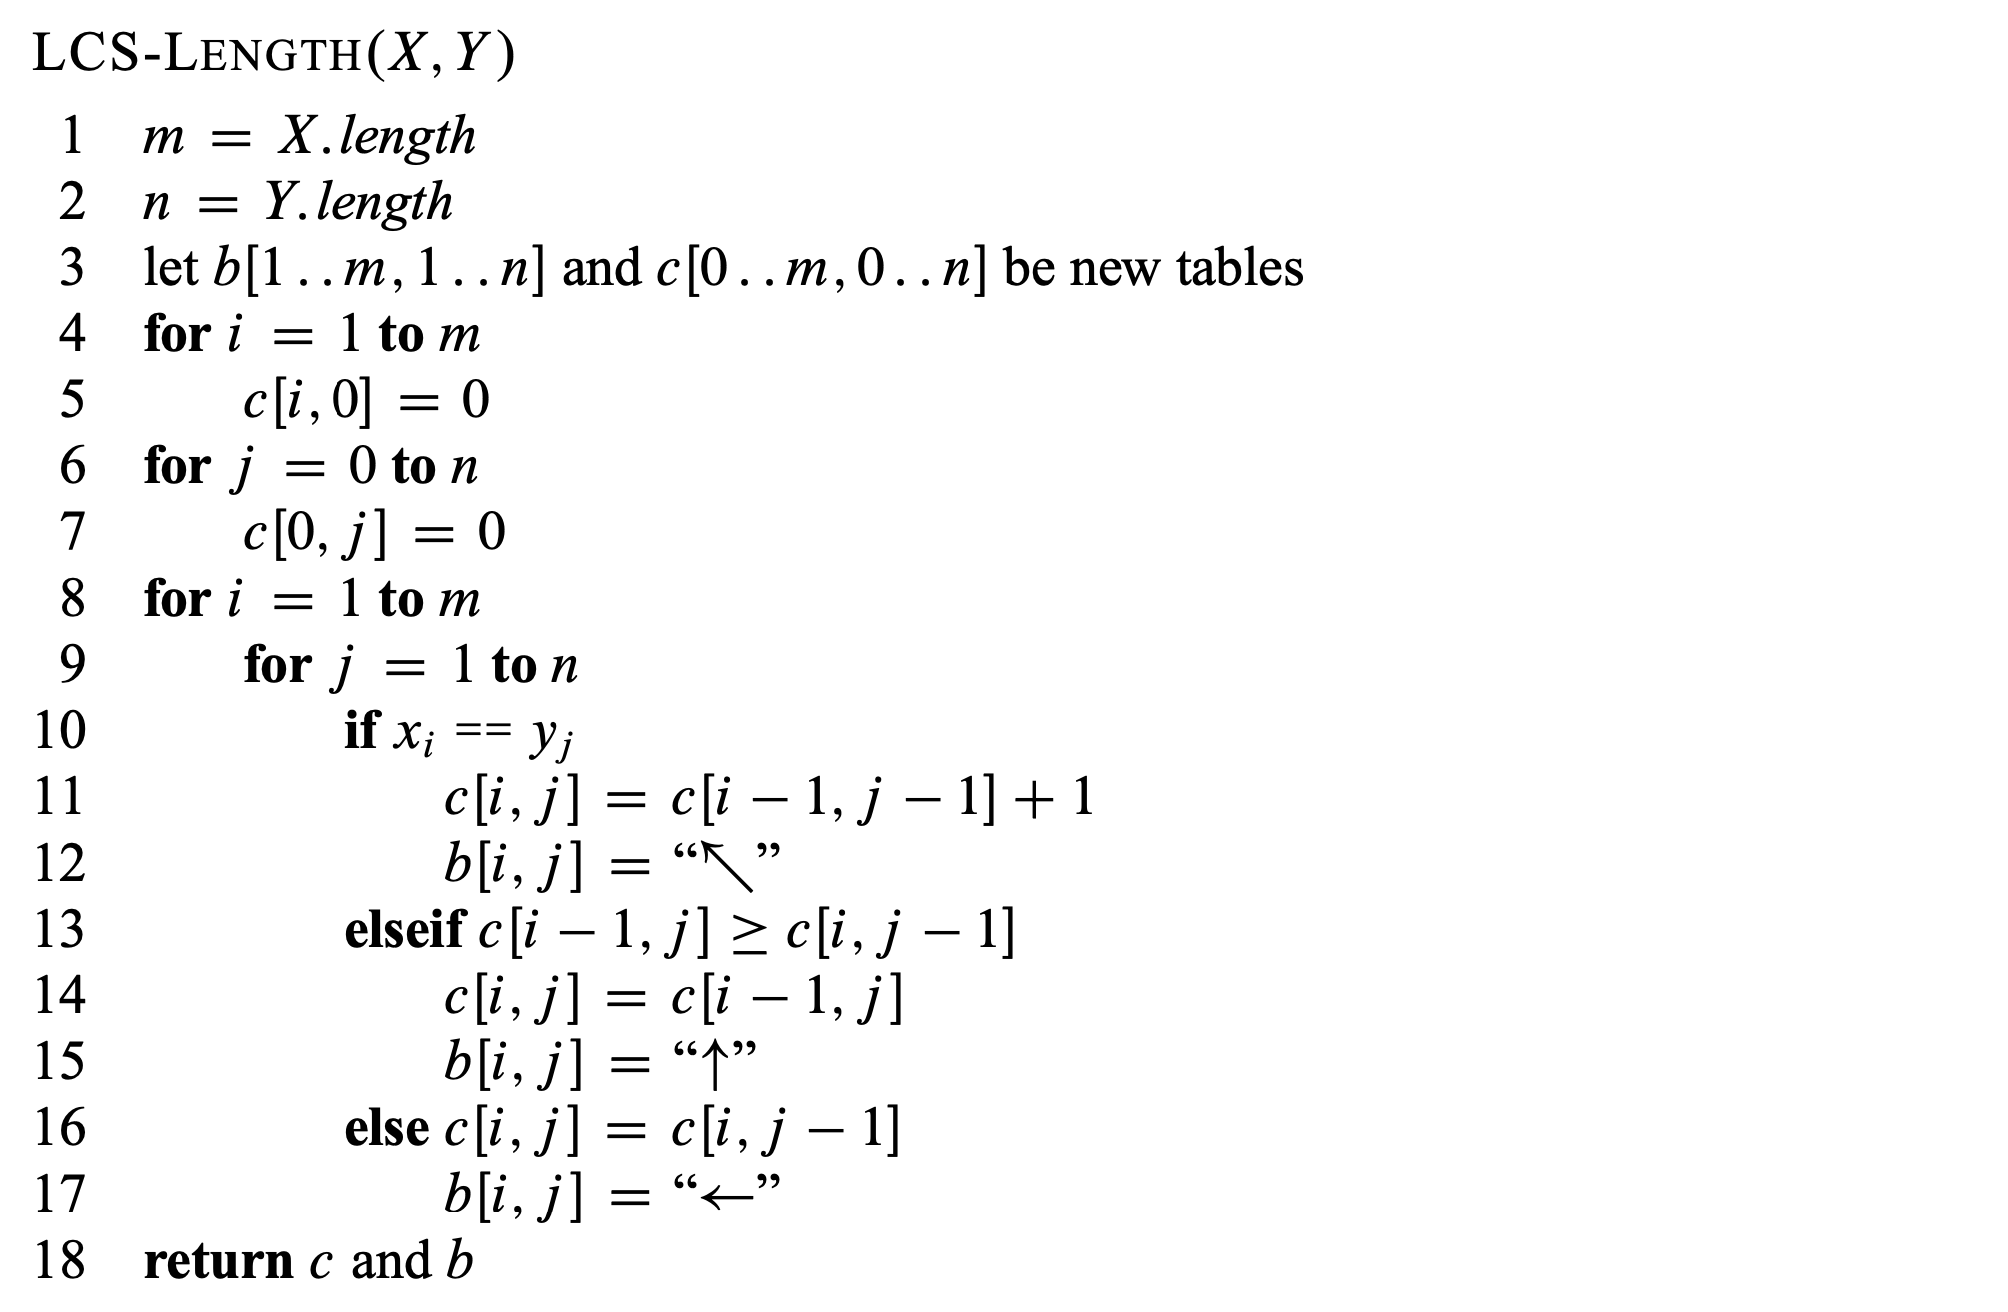 LCS-LENGTH(X, Y)
1 m = X.length
2 n = Y.length
3 let b[1..m, 1..n] and c[0..m, 0..n] be new tables
4 for i = 1 to m
5 c[i, 0] = 0
6 for j = 0 to n
7 c[0, j] = 0
8 for i = 1 to m
9 for j = 1 to n
10 if xᵢ == yⱼ
11 c[i, j] = c[i − 1, j − 1] + 1
12 b[i, j] = “↖”
13 elseif c[i − 1, j] ≥ c[i, j − 1]
14 c[i, j] = c[i − 1, j]
15 b[i, j] = “↑”
16 else c[i, j] = c[i, j − 1]
17 b[i, j] = “←”
18 return c and b